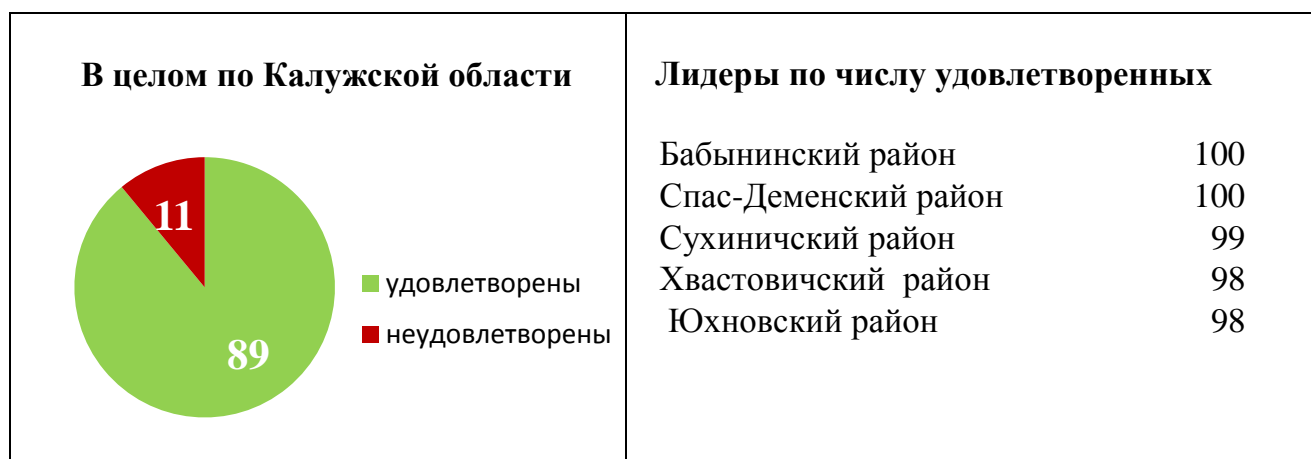 В целом по Калужской области
11
89
удовлетворены
неудовлетворены
Лидеры по числу удовлетворенных
Бабынинский район 100
Спас-Деменский район 100
Сухиничский район 99
Хвастовичский район 98
Юхновский район 98